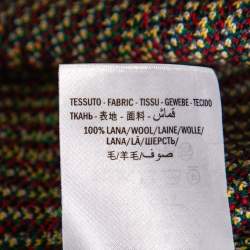 TESSUTO - FABRIC - TISSU - GEWEBE - TECIDO
ТКАНЬ - 表地 - 面料 - قماش
100% LANA/WOOL/LAINE/WOLLE/
LANA/LÃ/ШЕРСТЬ/
毛/羊毛/صوف